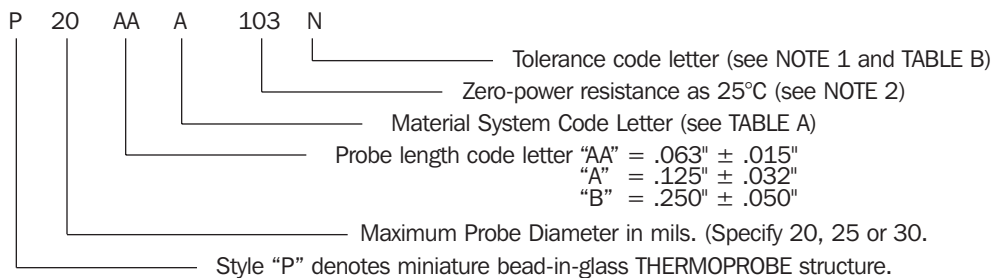 P 20 AA A 103 N
Tolerance code letter (see NOTE 1 and TABLE B)
Zero-power resistance as 25°C (see NOTE 2)
Material System Code Letter (see TABLE A)
Probe length code letter “AA” = .063" ± .015"
“A” = .125" ± .032"
“B” = .250" ± .050"
Maximum Probe Diameter in mils. (Specify 20, 25 or 30.
Style “P” denotes miniature bead-in-glass THERMOPROBE structure.